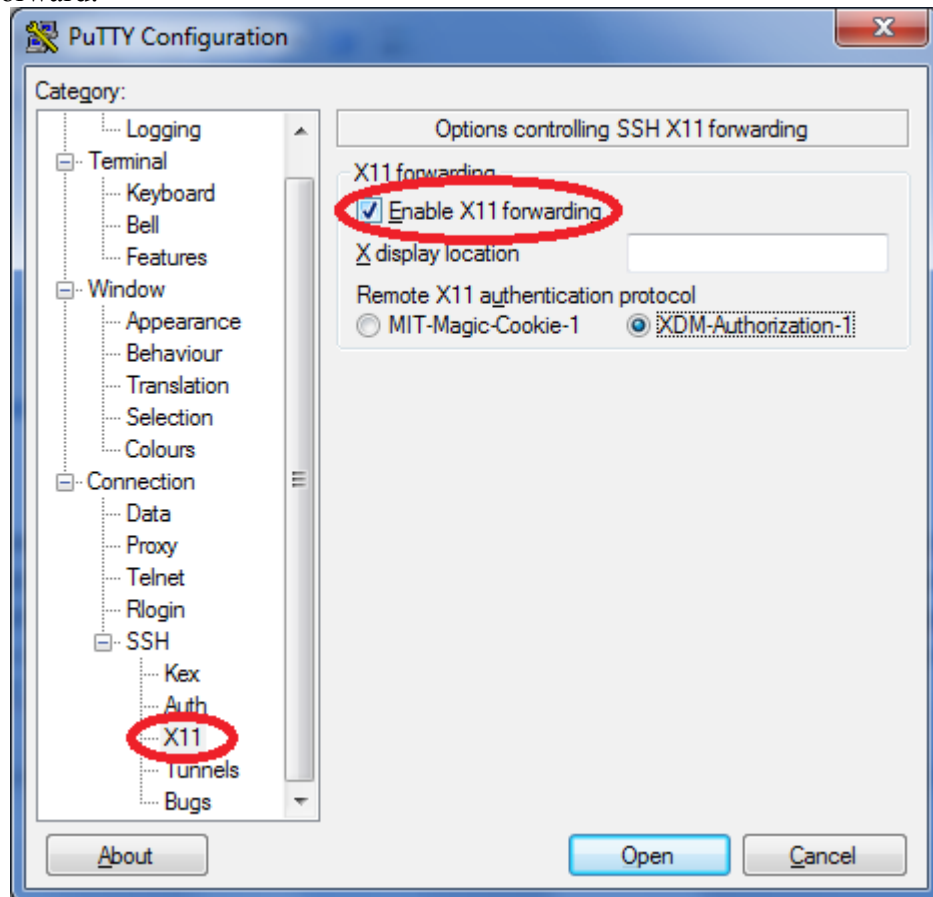 PuTTY Configuration
Category:
Logging
Terminal
Keyboard
Bell
Features
Window
Appearance
Behaviour
Translation
Selection
Colours
Connection
Data
Proxy
Telnet
Rlogin
SSH
Kex
Auth
X11
Tunnels
Bugs
Options controlling SSH X11 forwarding
X11 forwarding
Enable X11 forwarding
X display location
Remote X11 authentication protocol
MIT-Magic-Cookie-1 XDM-Authorization-1
About Open Cancel